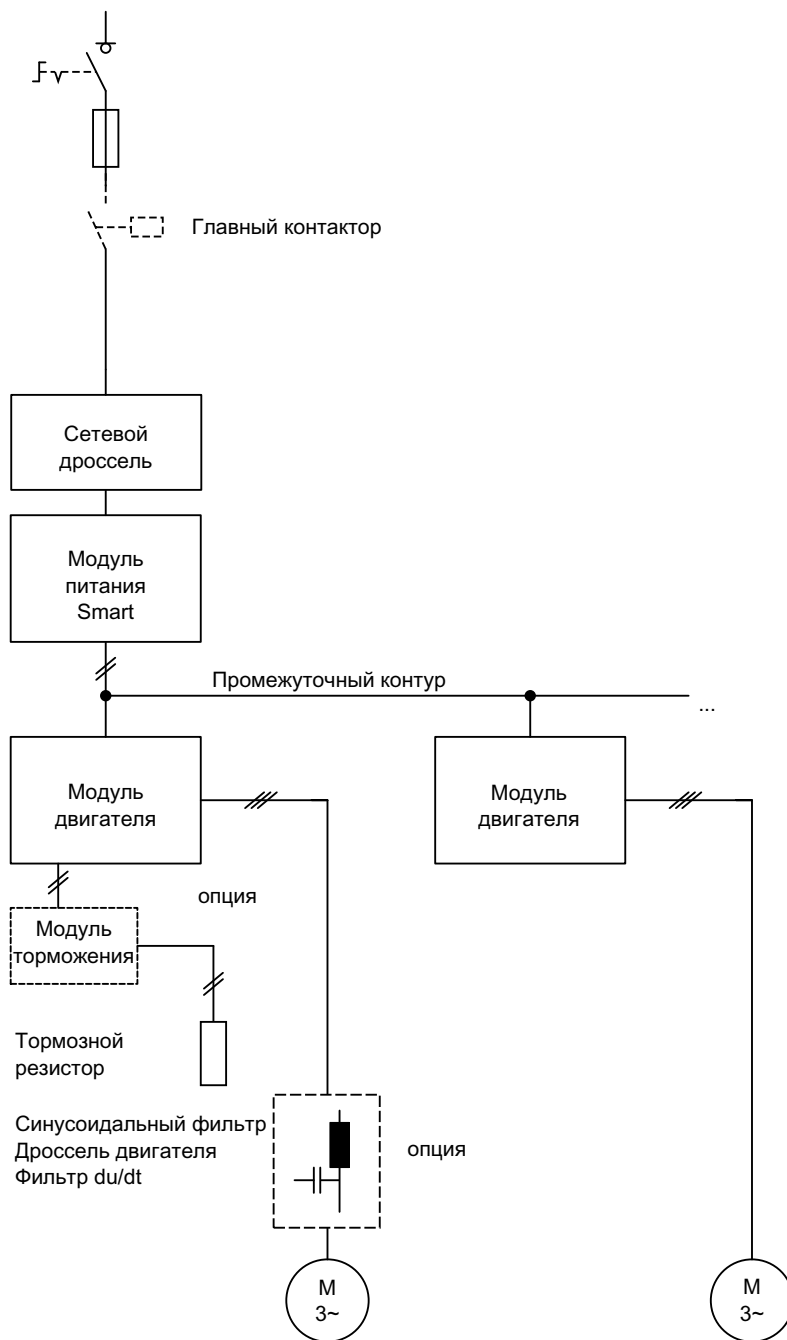 Главный контактор
Сетевой
дроссель
Модуль
питания
Smart
Промежуточный контур
...
Модуль
двигателя
Модуль
двигателя
опция
Модуль
торможения
Тормозной
резистор
Синусоидальный фильтр
Дроссель двигателя
Фильтр du/dt
опция
M
3~
M
3~